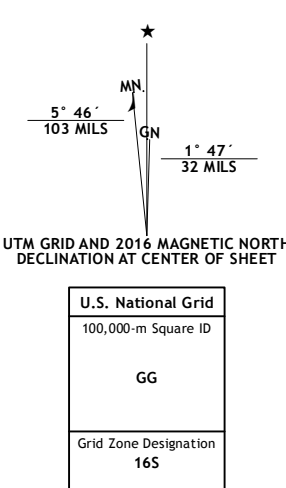 ★
MN
5° 46´
103 MILS
GN
1° 47´
32 MILS
UTM GRID AND 2016 MAGNETIC NORTH
DECLINATION AT CENTER OF SHEET
U.S. National Grid
100,000-m Square ID
GG
Grid Zone Designation
16S